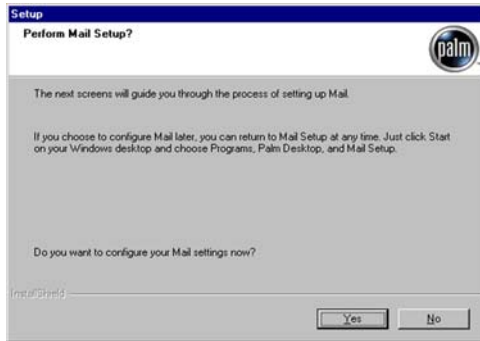 Setup
Perform Mail Setup?
palm
The next screens will guide you through the process of setting up Mail.
If you choose to configure Mail later, you can return to Mail Setup at any time. Just click Start
on your Windows desktop and choose Programs, Palm Desktop, and Mail Setup.
Do you want to configure your Mail settings now?
InstallShield
Yes
No